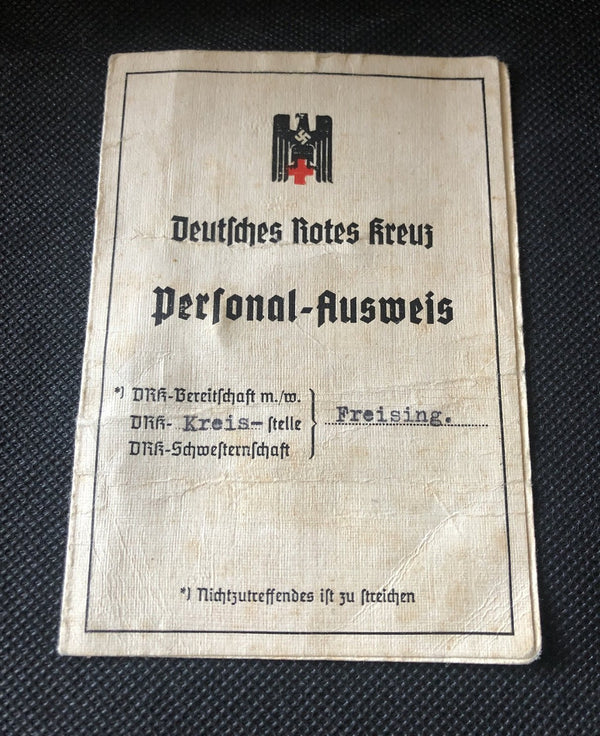 Deutsches Rotes Kreuz
Personal-Ausweis
*) DRK-Bereitschaft m./w.
DRK- Kreis- stelle
DRK-Schwesternschaft
Freising.
*) Nichtzutreffendes ist zu streichen